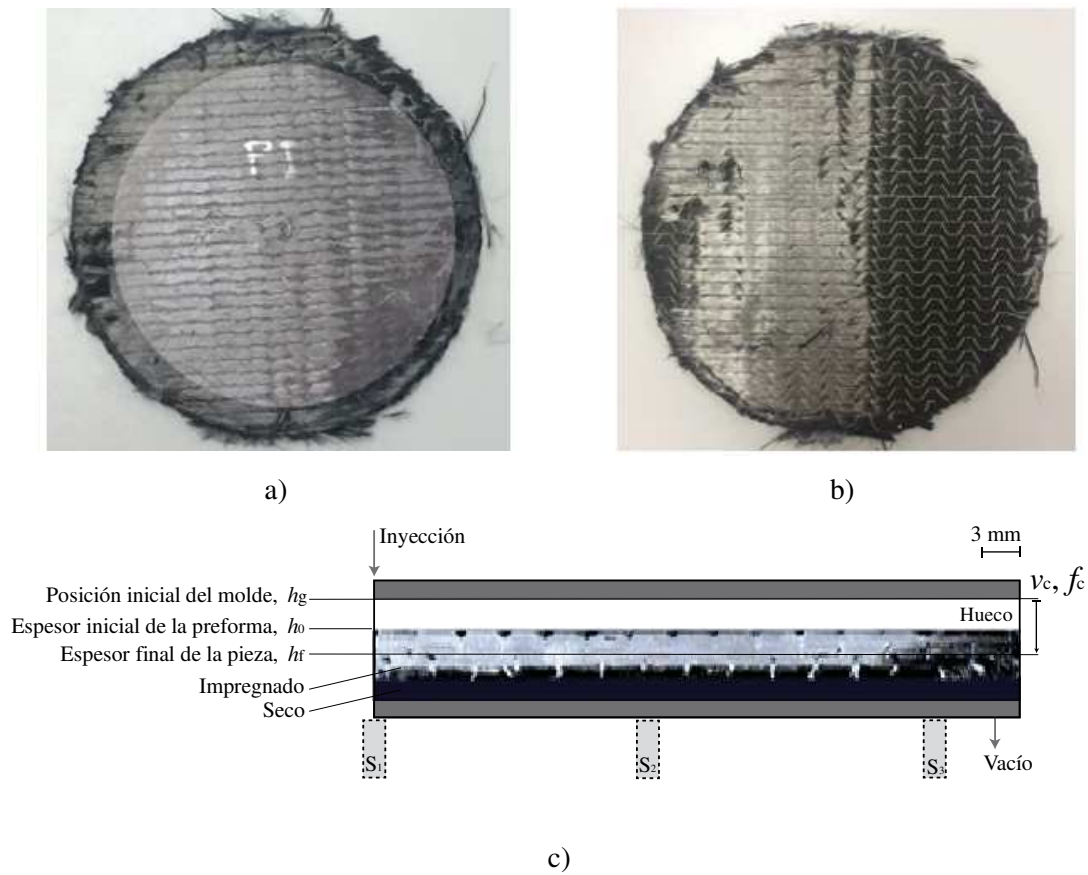 a)
b)
Inyección
3 mm
Posición inicial del molde, hg
vc, fc
Hueco
Espesor inicial de la preforma, h0
Espesor final de la pieza, hf
Impregnado
Seco
S1
S2
S3
Vacío
c)